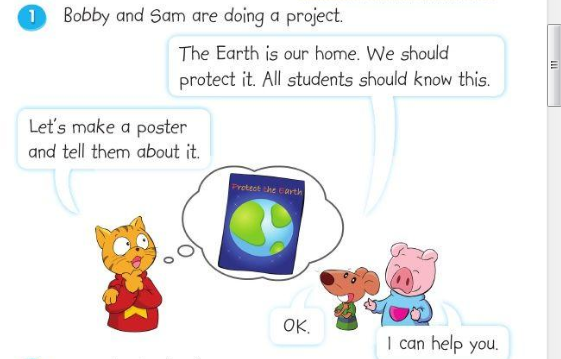 1 Bobby and Sam are doing a project.
The Earth is our home. We should
protect it. All students should know this.
Let's make a poster
and tell them about it.
Protect the Earth
OK.
I can help you.